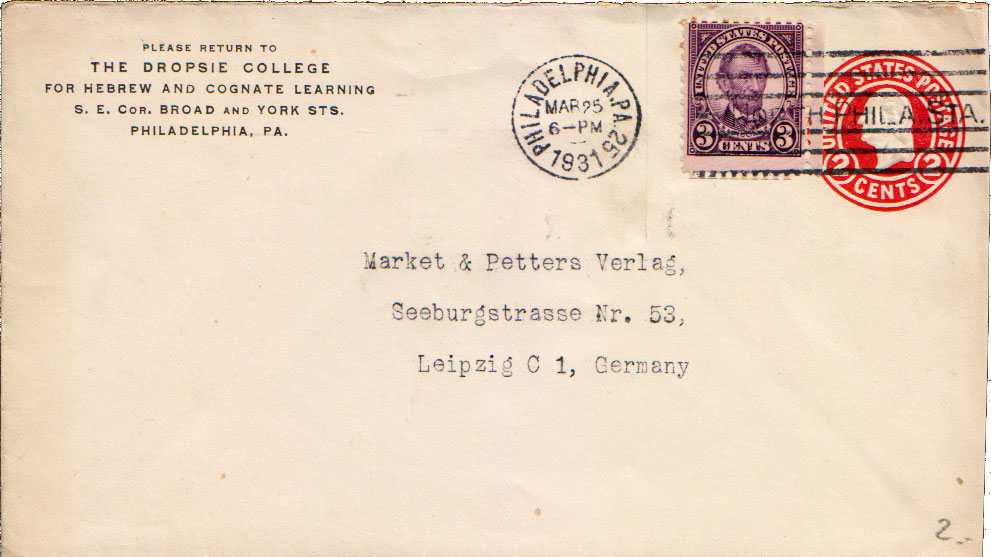 PLEASE RETURN TO
THE DROPSIE COLLEGE
FOR HEBREW AND COGNATE LEARNING
S. E. COR. BROAD AND YORK STS.
PHILADELPHIA, PA.
PHILADELPHIA, PA. 25
MAR 25
6-PM
1931
UNITED STATES POSTAGE
3 CENTS 3
UNITED STATES POSTAGE
2 CENTS 2
PHILA. STA.
Market & Petters Verlag,
Seeburgstrasse Nr. 53,
Leipzig C 1, Germany
2.-